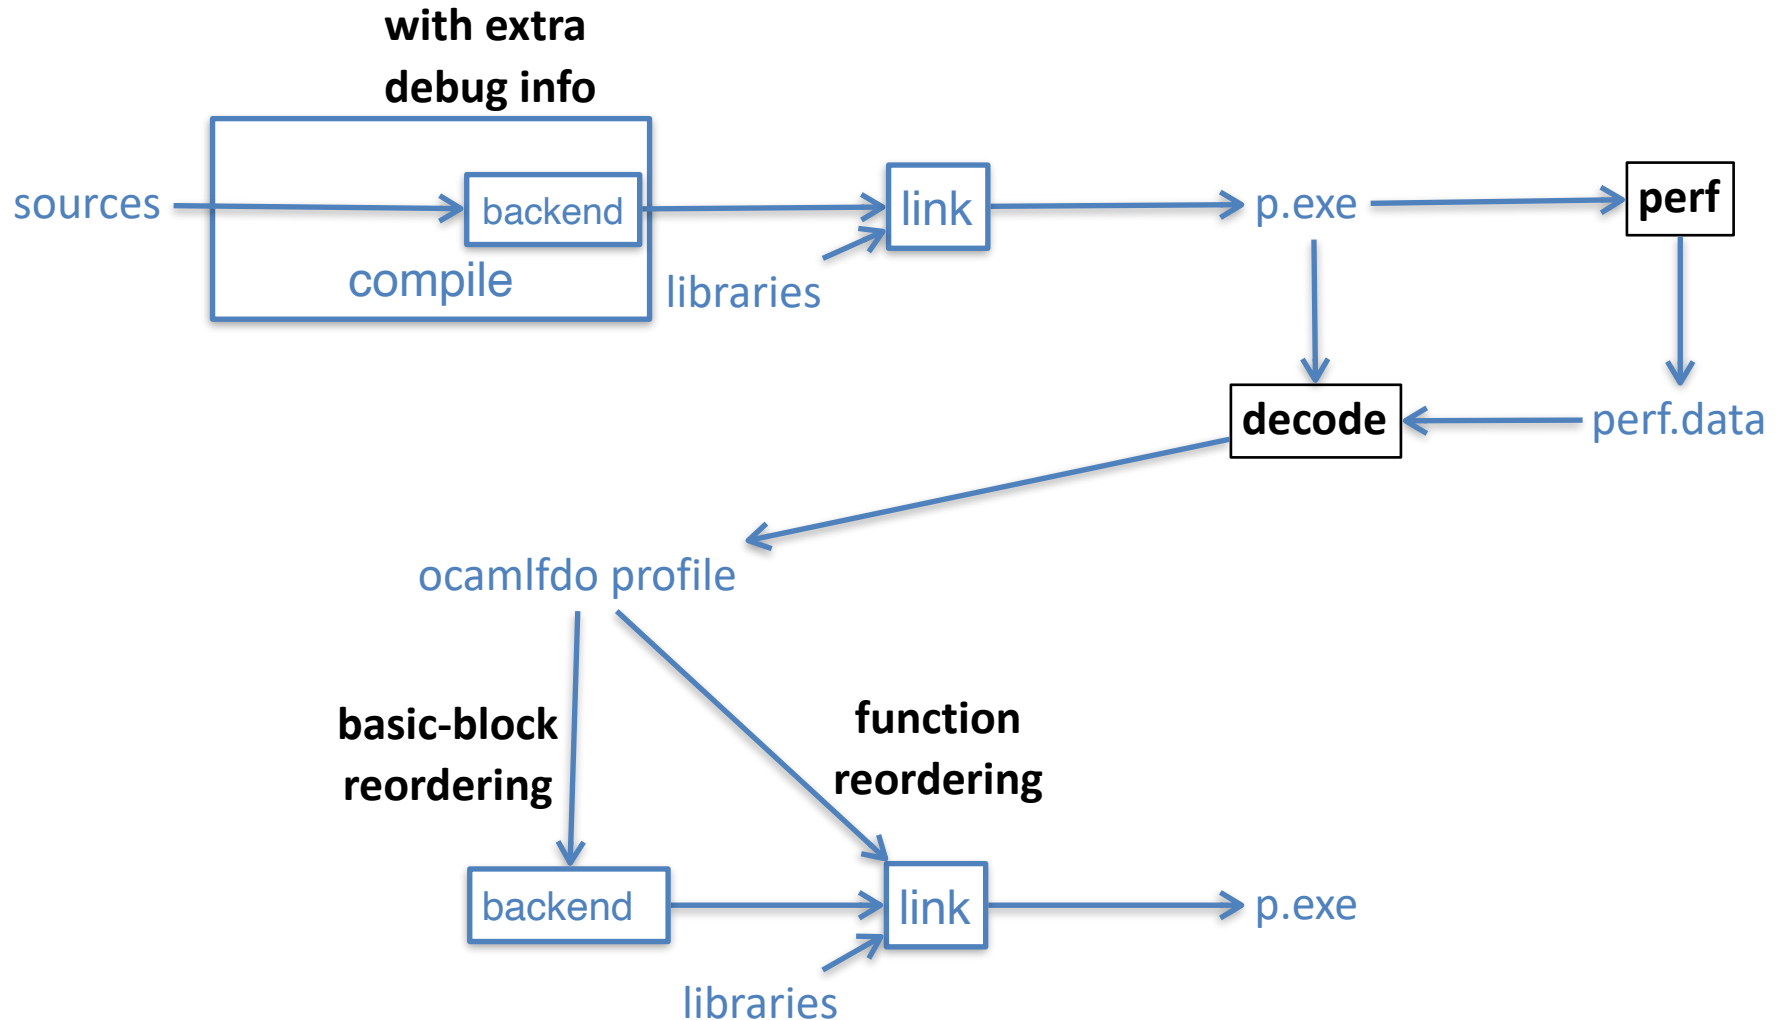 with extra
debug info
sources
backend
compile
link
libraries
p.exe
perf
decode
perf.data
ocamlfdo profile
basic-block
reordering
function
reordering
backend
link
p.exe
libraries